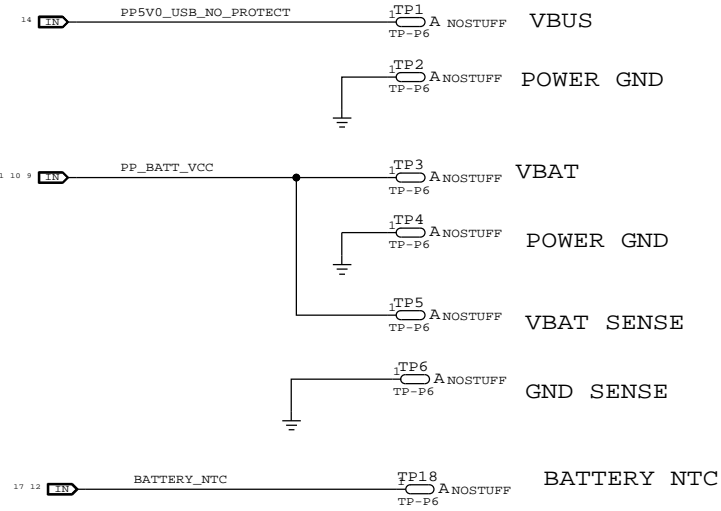 PP5V0_USB_NO_PROTECT
14 IN 1 TP1 A NOSTUFF VBUS
TP-P6
1 TP2 A NOSTUFF POWER GND
TP-P6
PP_BATT_VCC
1 10 9 IN 1 TP3 A NOSTUFF VBAT
TP-P6
1 TP4 A NOSTUFF POWER GND
TP-P6
1 TP5 A NOSTUFF VBAT SENSE
TP-P6
1 TP6 A NOSTUFF GND SENSE
TP-P6
BATTERY_NTC
17 12 IN 1 TP18 A NOSTUFF BATTERY NTC
TP-P6